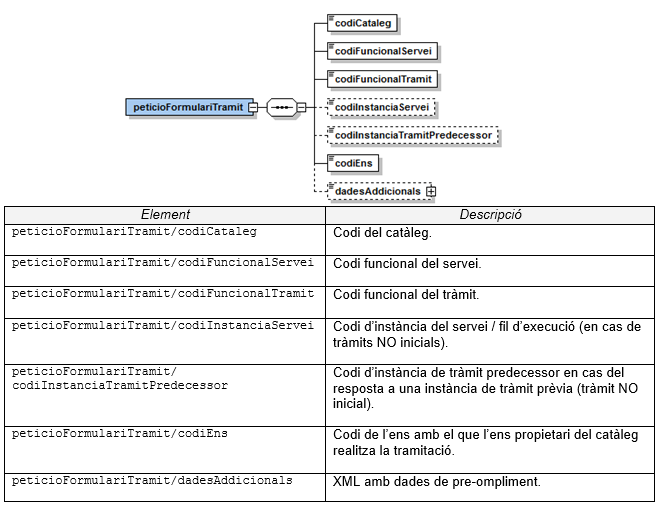 codiCataleg
codiFuncionalServei
codiFuncionalTramit
peticioFormulariTramit
codiInstanciaServei
codiInstanciaTramitPredecessor
codiEns
dadesAddicionals
Element Descripció
peticioFormulariTramit/codiCataleg Codi del catàleg.
peticioFormulariTramit/codiFuncionalServei Codi funcional del servei.
peticioFormulariTramit/codiFuncionalTramit Codi funcional del tràmit.
peticioFormulariTramit/codiInstanciaServei Codi d’instància del servei / fil d’execució (en cas de
tràmits NO inicials).
peticioFormulariTramit/ Codi d’instància de tràmit predecessor en cas del
codiInstanciaTramitPredecessor resposta a una instància de tràmit prèvia (tràmit NO
inicial).
peticioFormulariTramit/codiEns Codi de l’ens amb el que l’ens propietari del catàleg
realitza la tramitació.
peticioFormulariTramit/dadesAddicionals XML amb dades de pre-ompliment.